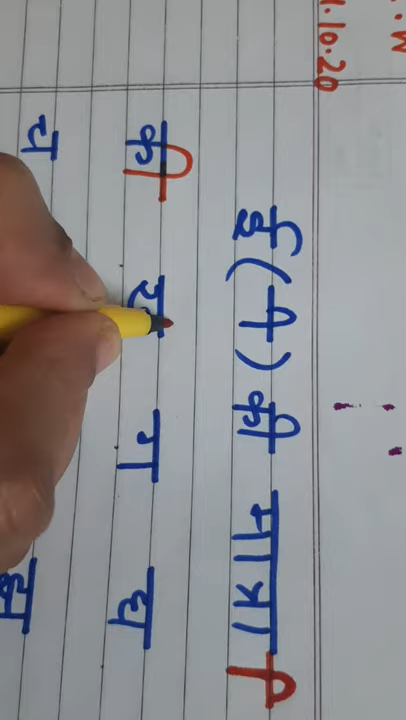 1.10.20
ई (ी) की मात्रा ी
की ख ग घ
च झ